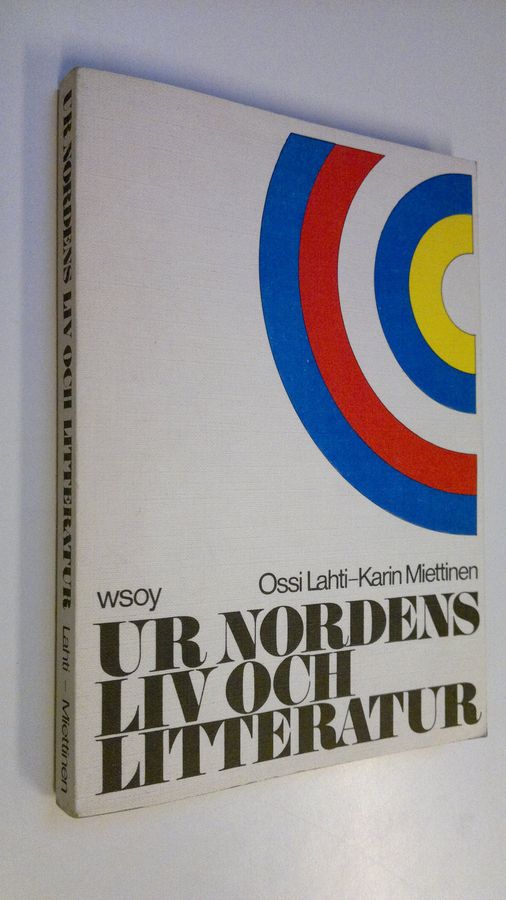 UR NORDENS LIV OCH LITTERATUR Lahti – Miettinen
Ossi Lahti–Karin Miettinen
wsoy
UR NORDENS
LIV OCH
LITTERATUR